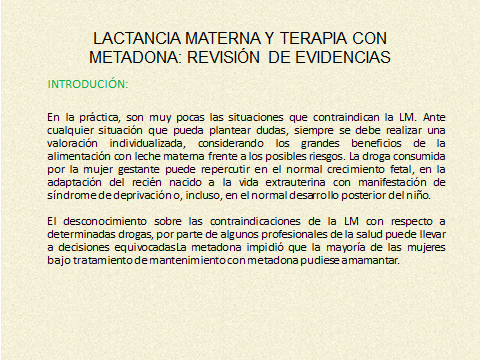 LACTANCIA MATERNA Y TERAPIA CON
METADONA: REVISIÓN DE EVIDENCIAS
INTRODUCIÓN:
En la práctica, son muy pocas las situaciones que contraindican la LM. Ante
cualquier situación que pueda plantear dudas, siempre se debe realizar una
valoración individualizada, considerando los grandes beneficios de la
alimentación con leche materna frente a los posibles riesgos. La droga consumida
por la mujer gestante puede repercutir en el normal crecimiento fetal, en la
adaptación del recién nacido a la vida extrauterina con manifestación de
síndrome de deprivación o, incluso, en el normal desarrollo posterior del niño.
El desconocimiento sobre las contraindicaciones de la LM con respecto a
determinadas drogas, por parte de algunos profesionales de la salud puede llevar
a decisiones equivocadasLa metadona impidió que la mayoría de las mujeres
bajo tratamiento de mantenimiento con metadona pudiese amamantar.